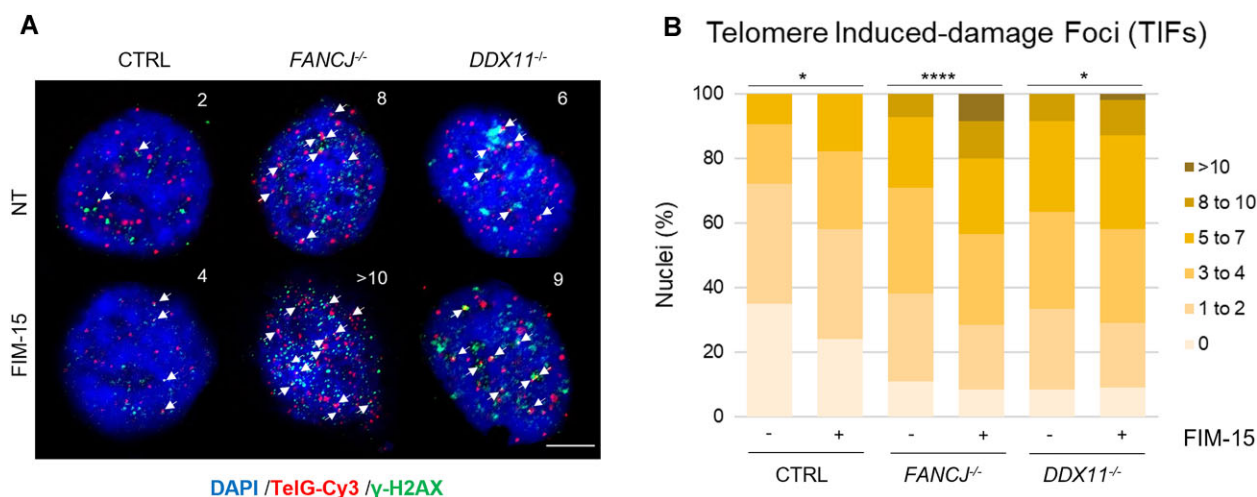 A
CTRL FANCJ-/- DDX11-/-
NT
2 8 6
FIM-15
4 >10 9
DAPI /TelG-Cy3 /γ-H2AX
B Telomere Induced-damage Foci (TIFs)
* **** *
Nuclei (%)
100
80
60
40
20
0
>10
8 to 10
5 to 7
3 to 4
1 to 2
0
- + - + - + FIM-15
CTRL FANCJ-/- DDX11-/-